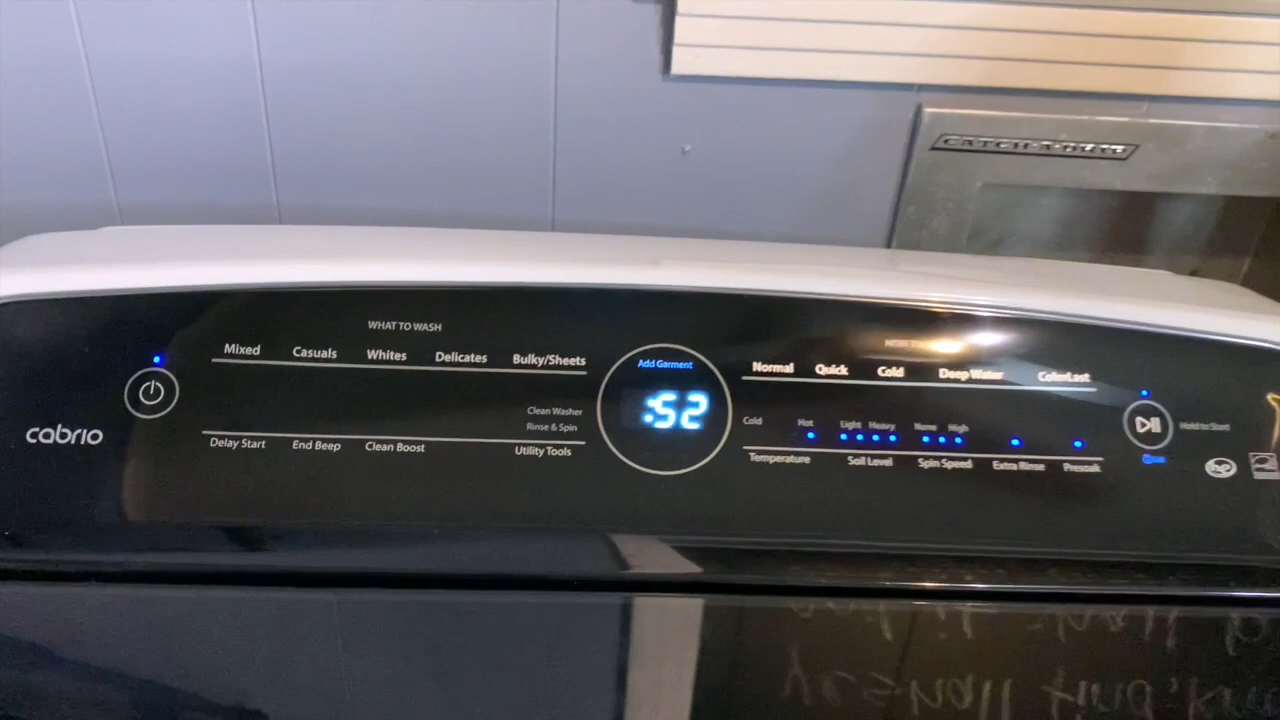 CATCH-A-DRIP
WHAT TO WASH
Mixed Casuals Whites Delicates Bulky/Sheets
Add Garment
Normal Quick Cold Deep Water ColorLast
:52
Clean Washer
Rinse & Spin
Cold Hot Light Heavy None High
Hold to Start
cabrio
Delay Start End Beep Clean Boost Utility Tools
Temperature Soil Level Spin Speed Extra Rinse Presoak